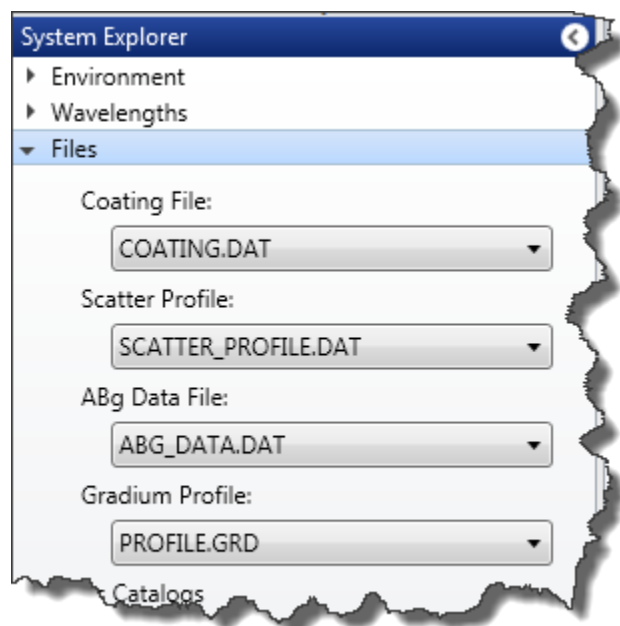 System Explorer
Environment
Wavelengths
Files
Coating File:
COATING.DAT
Scatter Profile:
SCATTER_PROFILE.DAT
ABg Data File:
ABG_DATA.DAT
Gradium Profile:
PROFILE.GRD
Catalogs